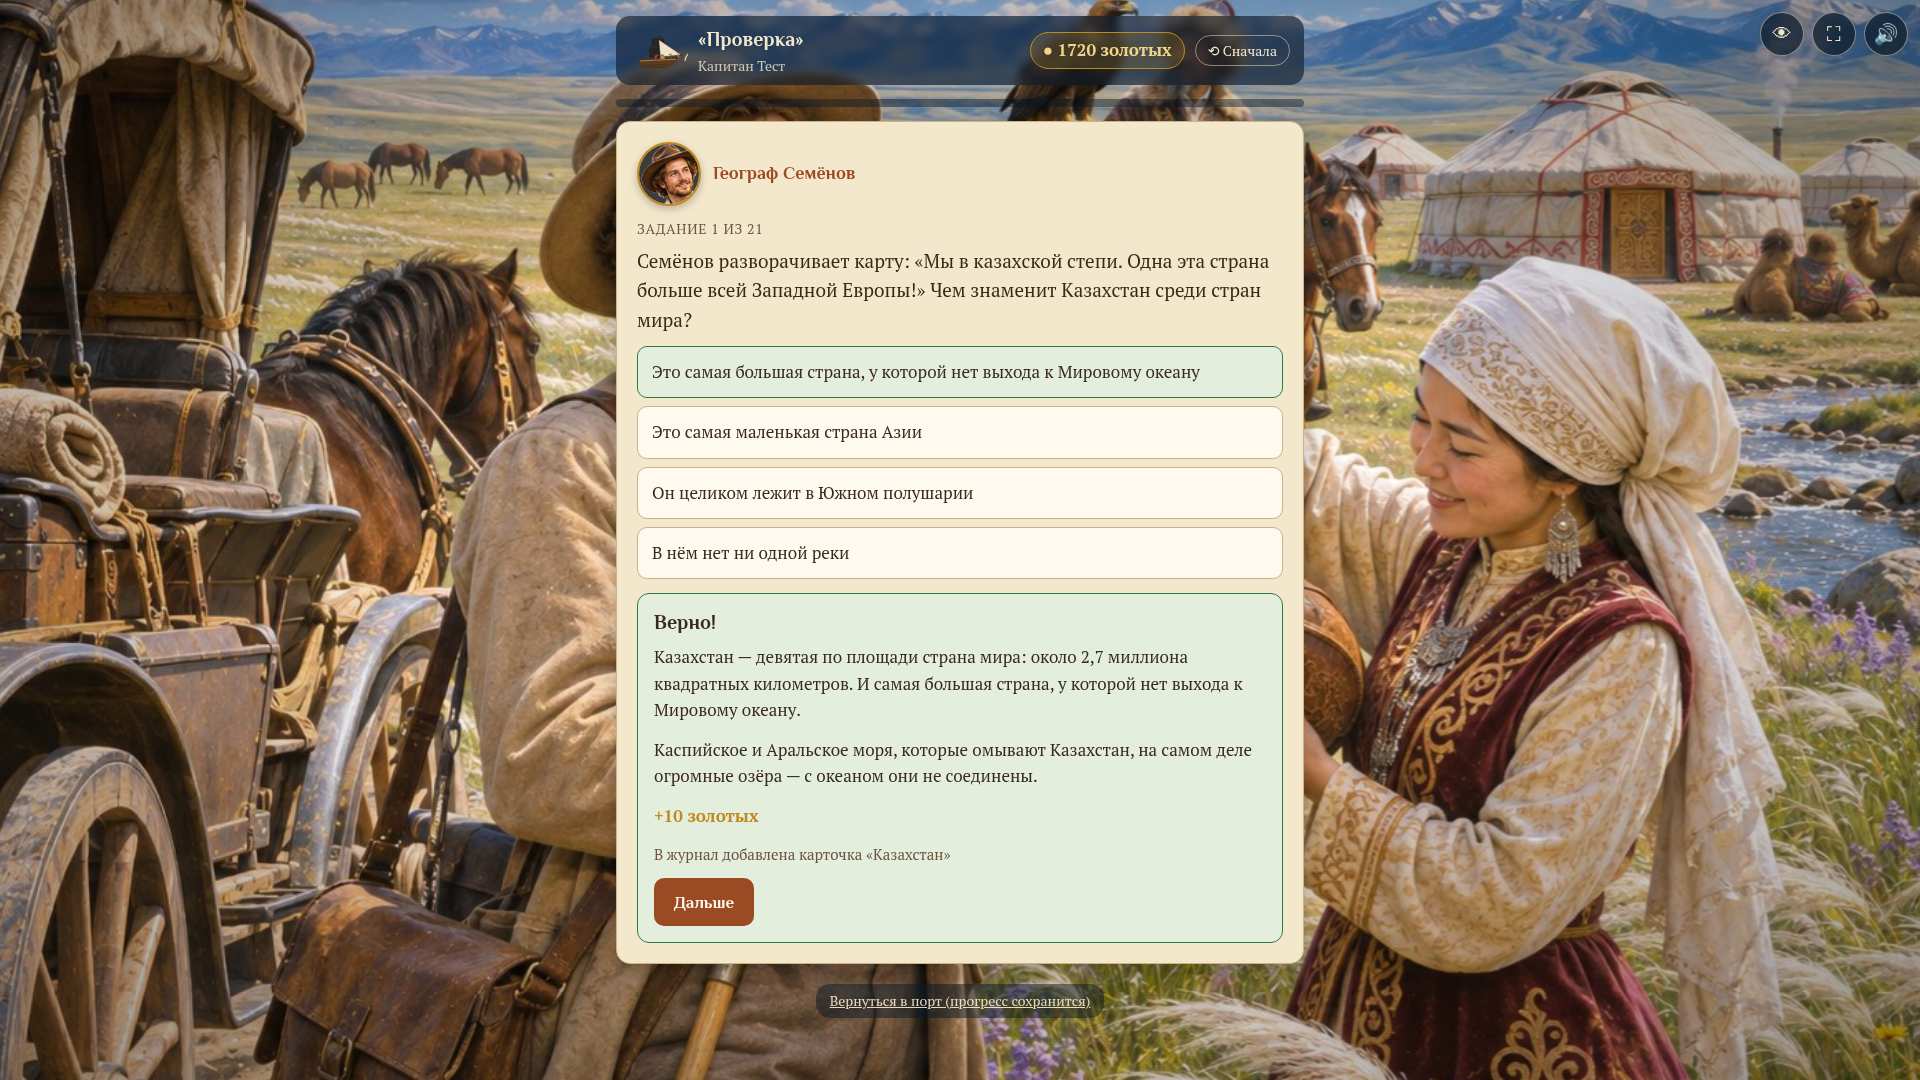 «Проверка»
Капитан Тест
● 1720 золотых
⟲ Сначала
Географ Семёнов
ЗАДАНИЕ 1 ИЗ 21
Семёнов разворачивает карту: «Мы в казахской степи. Одна эта страна
больше всей Западной Европы!» Чем знаменит Казахстан среди стран
мира?
Это самая большая страна, у которой нет выхода к Мировому океану
Это самая маленькая страна Азии
Он целиком лежит в Южном полушарии
В нём нет ни одной реки
Верно!
Казахстан — девятая по площади страна мира: около 2,7 миллиона
квадратных километров. И самая большая страна, у которой нет выхода к
Мировому океану.
Каспийское и Аральское моря, которые омывают Казахстан, на самом деле
огромные озёра — с океаном они не соединены.
+10 золотых
В журнал добавлена карточка «Казахстан»
Дальше
Вернуться в порт (прогресс сохранится)